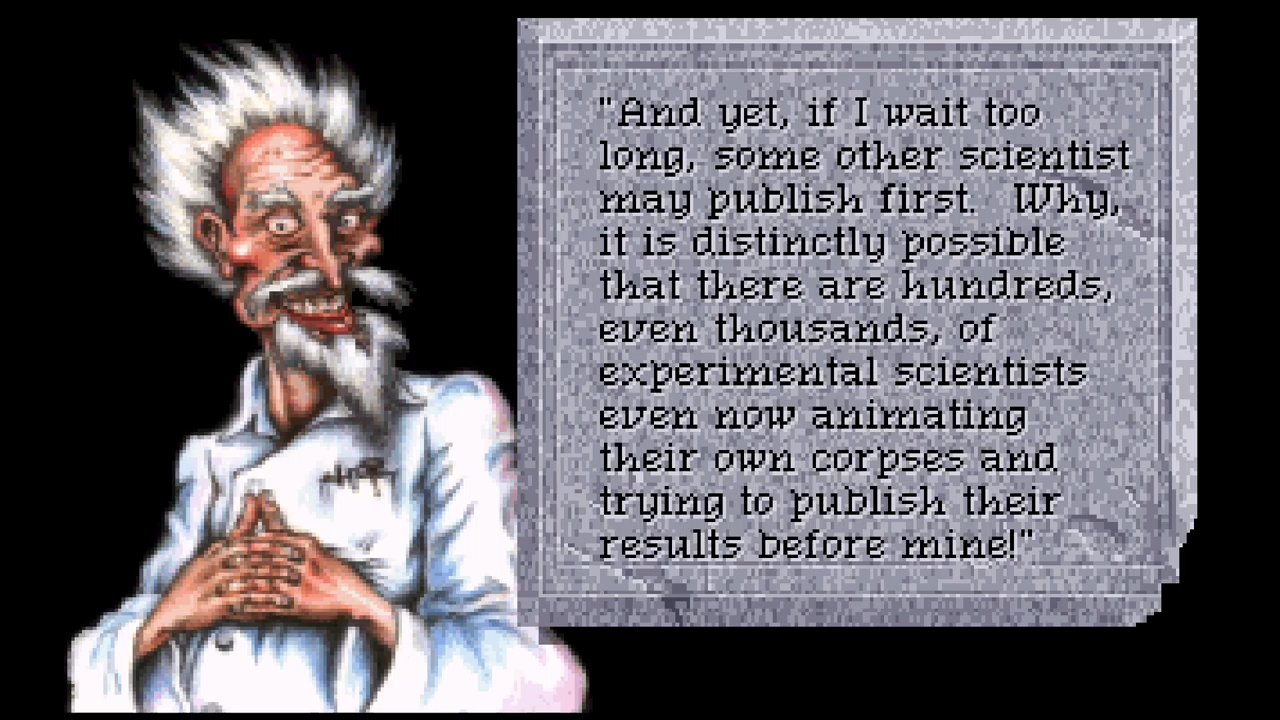 "And yet, if I wait too
long, some other scientist
may publish first.  Why,
it is distinctly possible
that there are hundreds,
even thousands, of
experimental scientists
even now animating
their own corpses and
trying to publish their
results before mine!"